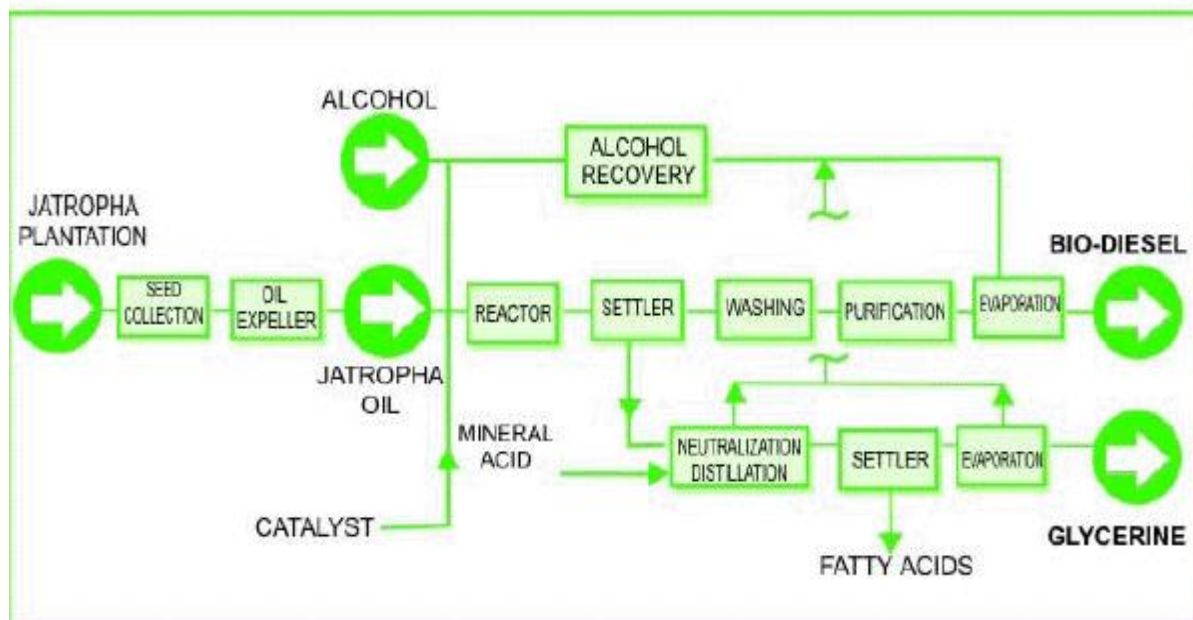 ALCOHOL
ALCOHOL
RECOVERY
JATROPHA
PLANTATION
BIO-DIESEL
SEED
COLLECTION
OIL
EXPELLER
REACTOR
SETTLER
WASHING
PURIFICATION
EVAPORATION
JATROPHA
OIL
MINERAL
ACID
NEUTRALIZATION
DISTILLATION
SETTLER
EVAPORATION
CATALYST
GLYCERINE
FATTY ACIDS